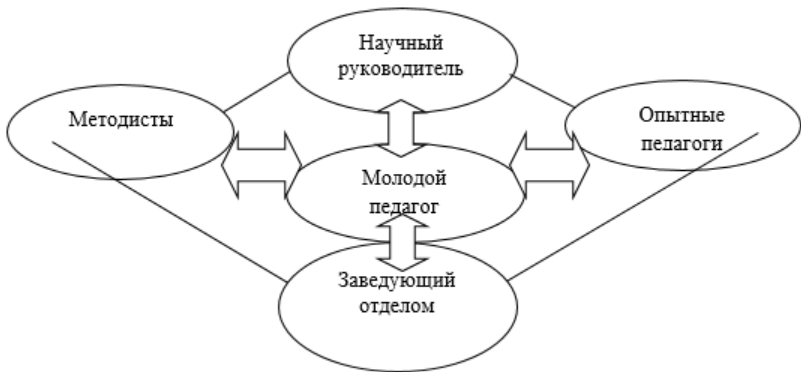 Научный
руководитель
Методисты
Опытные
педагоги
Молодой
педагог
Заведующий
отделом